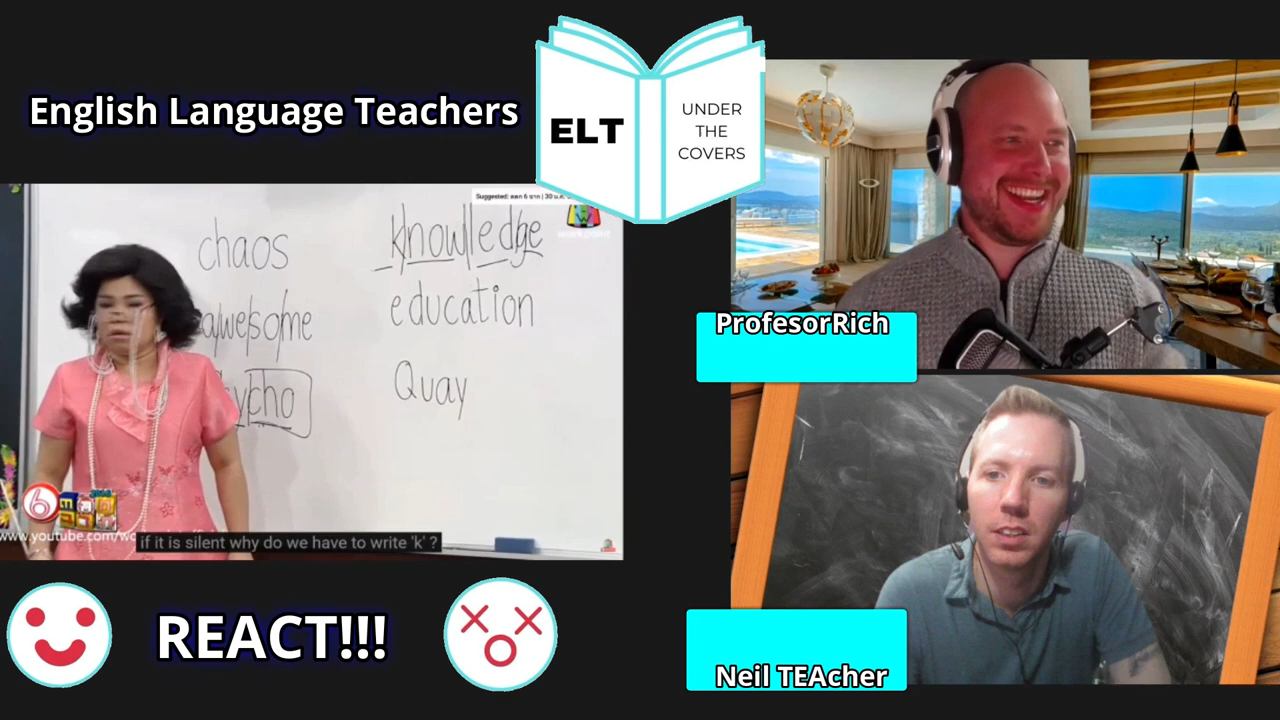 English Language Teachers
ELT
UNDER
THE
COVERS
chaos
knowledge
awesome
education
cho
Quay
if it is silent why do we have to write 'k' ?
REACT!!!
ProfesorRich
Neil TEAcher